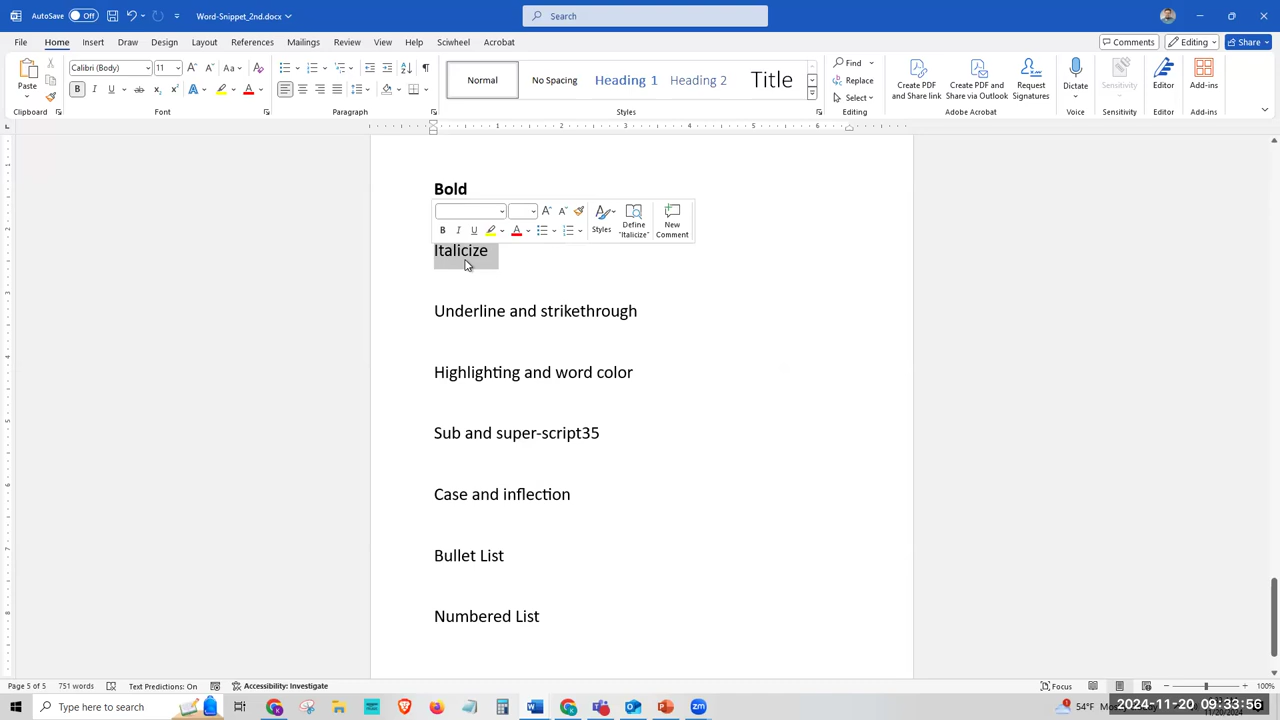 AutoSave Off Word-Snippet_2nd.docx Search
File Home Insert Draw Design Layout References Mailings Review View Help Sciwheel Acrobat Comments Editing Share
Paste Calibri (Body) 11 Normal No Spacing Heading 1 Heading 2 Title Find Replace Select Create PDF and Share link Create PDF and Share via Outlook Request Signatures Dictate Sensitivity Editor Add-ins
Clipboard Font Paragraph Styles Editing Adobe Acrobat Voice Sensitivity Editor Add-ins
Bold
Styles Define "Italicize" New Comment
Italicize
Underline and strikethrough
Highlighting and word color
Sub and super-script35
Case and inflection
Bullet List
Numbered List
Page 5 of 5 751 words Text Predictions: On Accessibility: Investigate Focus 100%
Type here to search 54°F 2024-11-20 09:33:56